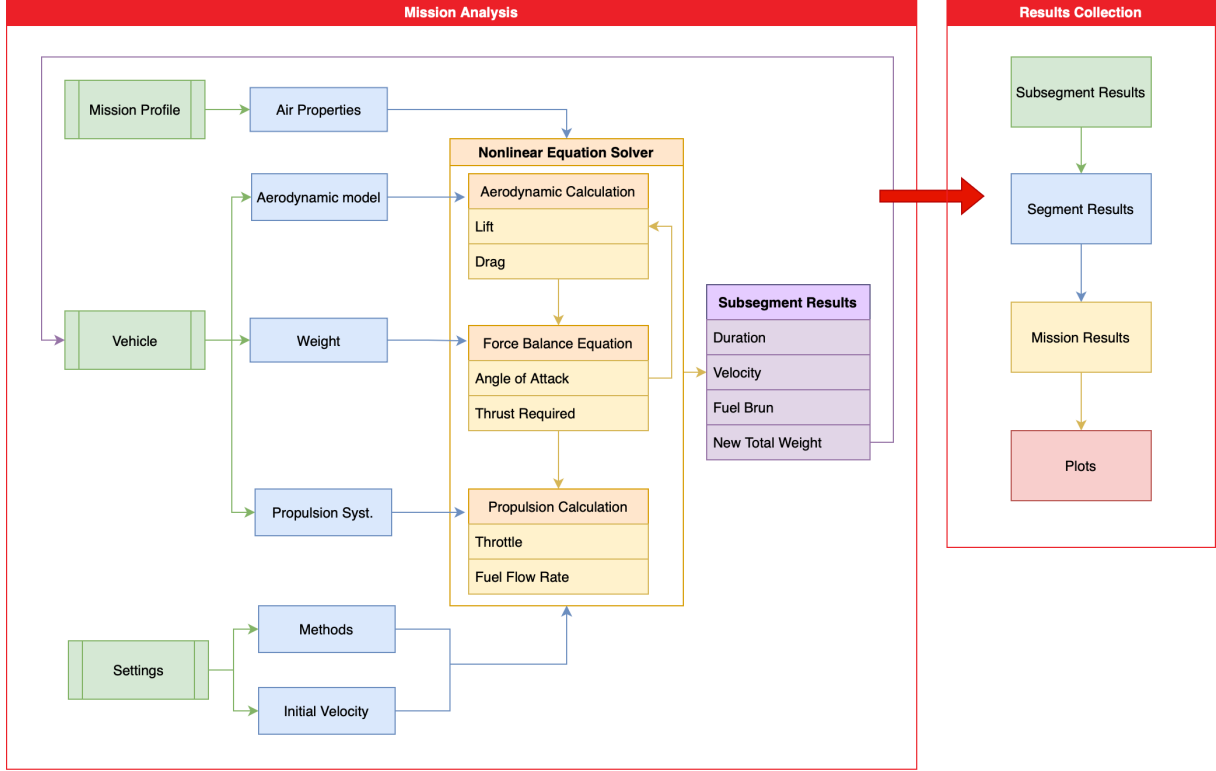 Mission Analysis
Mission Profile
Air Properties
Nonlinear Equation Solver
Aerodynamic model
Aerodynamic Calculation
Lift
Drag
Vehicle
Weight
Force Balance Equation
Angle of Attack
Thrust Required
Propulsion Syst.
Propulsion Calculation
Throttle
Fuel Flow Rate
Subsegment Results
Duration
Velocity
Fuel Brun
New Total Weight
Settings
Methods
Initial Velocity
Results Collection
Subsegment Results
Segment Results
Mission Results
Plots